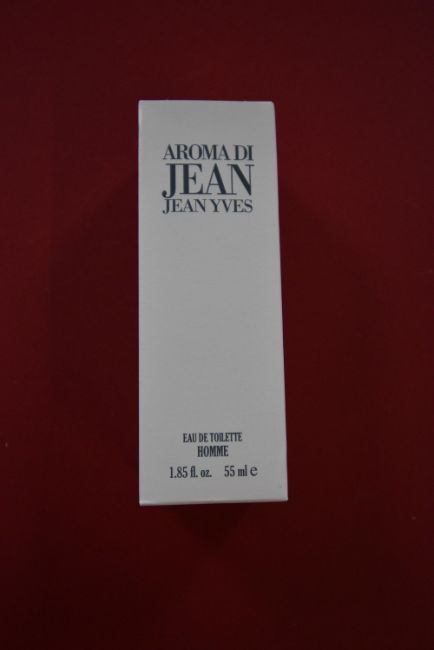 AROMA DI
JEAN
JEAN YVES
EAU DE TOILETTE
HOMME
1.85 fl. oz. 55 ml e